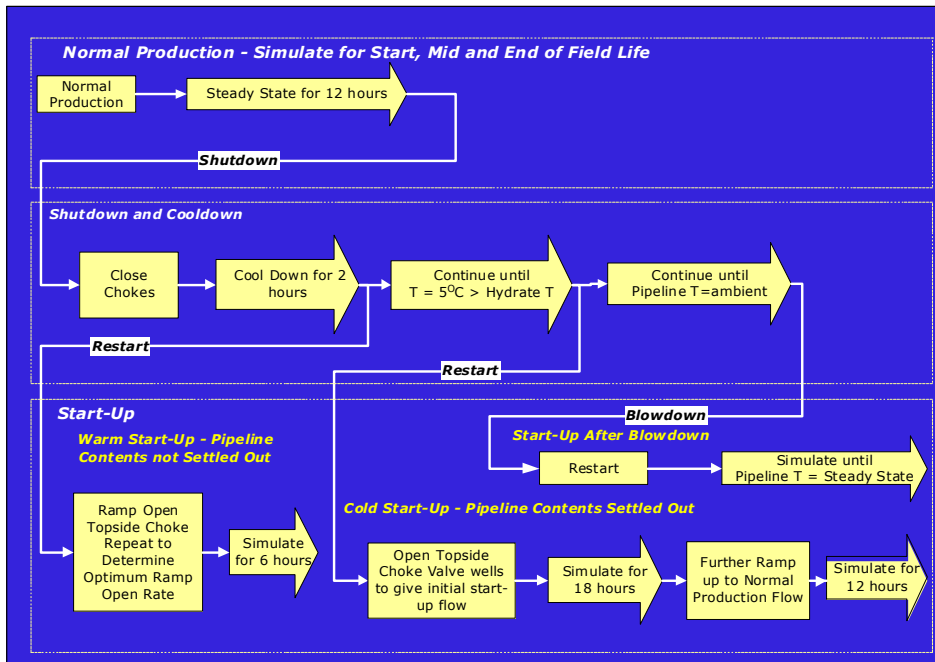 Normal Production - Simulate for Start, Mid and End of Field Life
Normal
Production
Steady State for 12 hours
Shutdown
Shutdown and Cooldown
Close
Chokes
Cool Down for 2
hours
Continue until
T = 5⁰C > Hydrate T
Continue until
Pipeline T=ambient
Restart
Restart
Blowdown
Start-Up
Warm Start-Up - Pipeline
Contents not Settled Out
Start-Up After Blowdown
Restart
Simulate until
Pipeline T = Steady State
Cold Start-Up - Pipeline Contents Settled Out
Ramp Open
Topside Choke
Repeat to
Determine
Optimum Ramp
Open Rate
Simulate
for 6 hours
Open Topside
Choke Valve wells
to give initial start-
up flow
Simulate for
18 hours
Further Ramp
up to Normal
Production Flow
Simulate for
12 hours